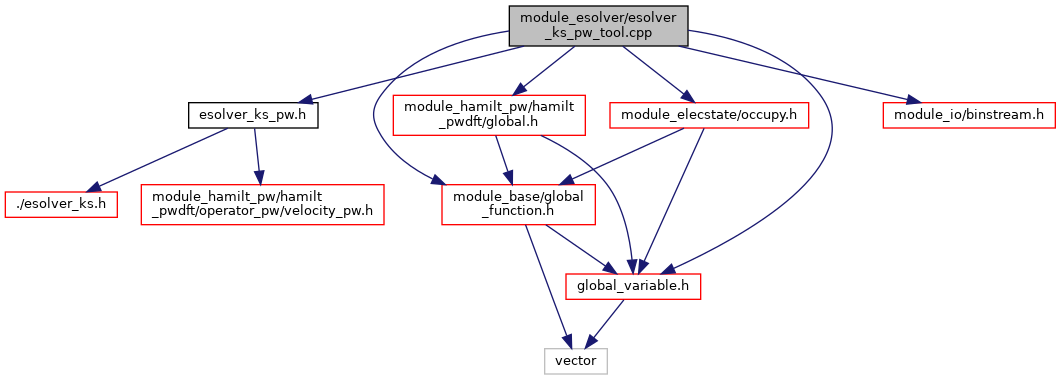 module_esolver/esolver
_ks_pw_tool.cpp
esolver_ks_pw.h
module_hamilt_pw/hamilt
_pwdft/global.h
module_elecstate/occupy.h
module_io/binstream.h
./esolver_ks.h
module_hamilt_pw/hamilt
_pwdft/operator_pw/velocity_pw.h
module_base/global
_function.h
global_variable.h
vector